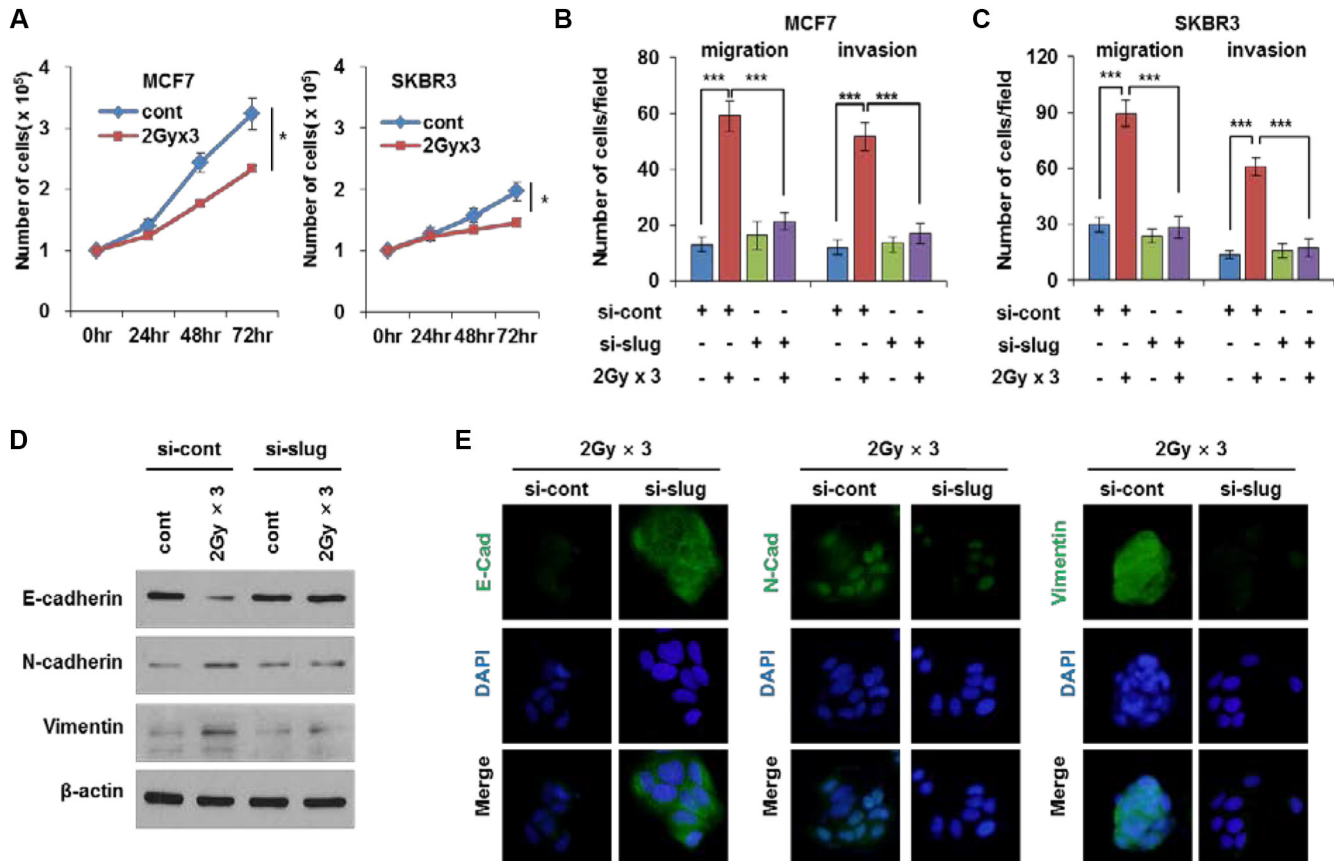 A
Number of cells( x 10⁵)
4
3
2
1
0
MCF7
cont
2Gyx3
*
0hr 24hr 48hr 72hr
Number of cells( x 10⁵)
4
3
2
1
0
SKBR3
cont
2Gyx3
*
0hr 24hr 48hr 72hr
B
MCF7
migration invasion
Number of cells/field
80
60
40
20
0
*** *** *** ***
si-cont + + - - + + - -
si-slug - - + + - - + +
2Gy x 3 - + - + - + - +
C
SKBR3
migration invasion
Number of cells/field
120
90
60
30
0
*** *** *** ***
si-cont + + - - + + - -
si-slug - - + + - - + +
2Gy x 3 - + - + - + - +
D
si-cont si-slug
cont 2Gy × 3 cont 2Gy × 3
E-cadherin
N-cadherin
Vimentin
β-actin
E
2Gy × 3
si-cont si-slug
E-Cad
DAPI
Merge
2Gy × 3
si-cont si-slug
N-Cad
DAPI
Merge
2Gy × 3
si-cont si-slug
Vimentin
DAPI
Merge